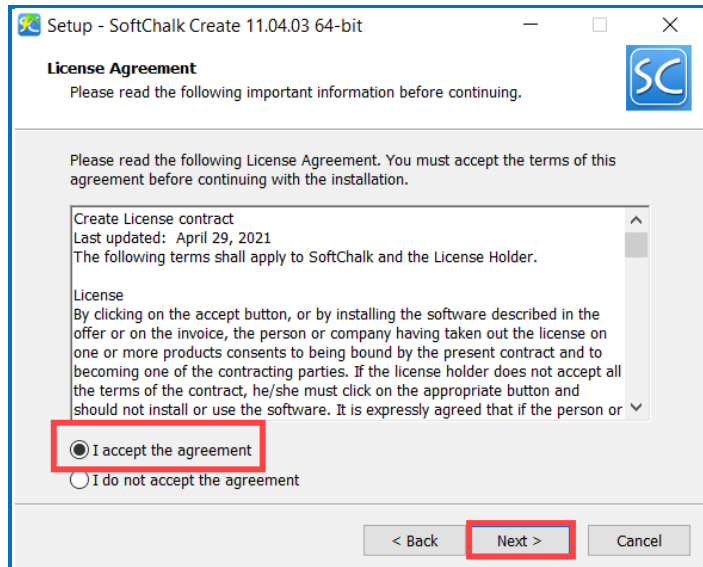 Setup - SoftChalk Create 11.04.03 64-bit
License Agreement
Please read the following important information before continuing.
SC
Please read the following License Agreement. You must accept the terms of this
agreement before continuing with the installation.
Create License contract
Last updated:  April 29, 2021
The following terms shall apply to SoftChalk and the License Holder.
License
By clicking on the accept button, or by installing the software described in the
offer or on the invoice, the person or company having taken out the license on
one or more products consents to being bound by the present contract and to
becoming one of the contracting parties. If the license holder does not accept all
the terms of the contract, he/she must click on the appropriate button and
should not install or use the software. It is expressly agreed that if the person or
I accept the agreement
I do not accept the agreement
< Back
Next >
Cancel